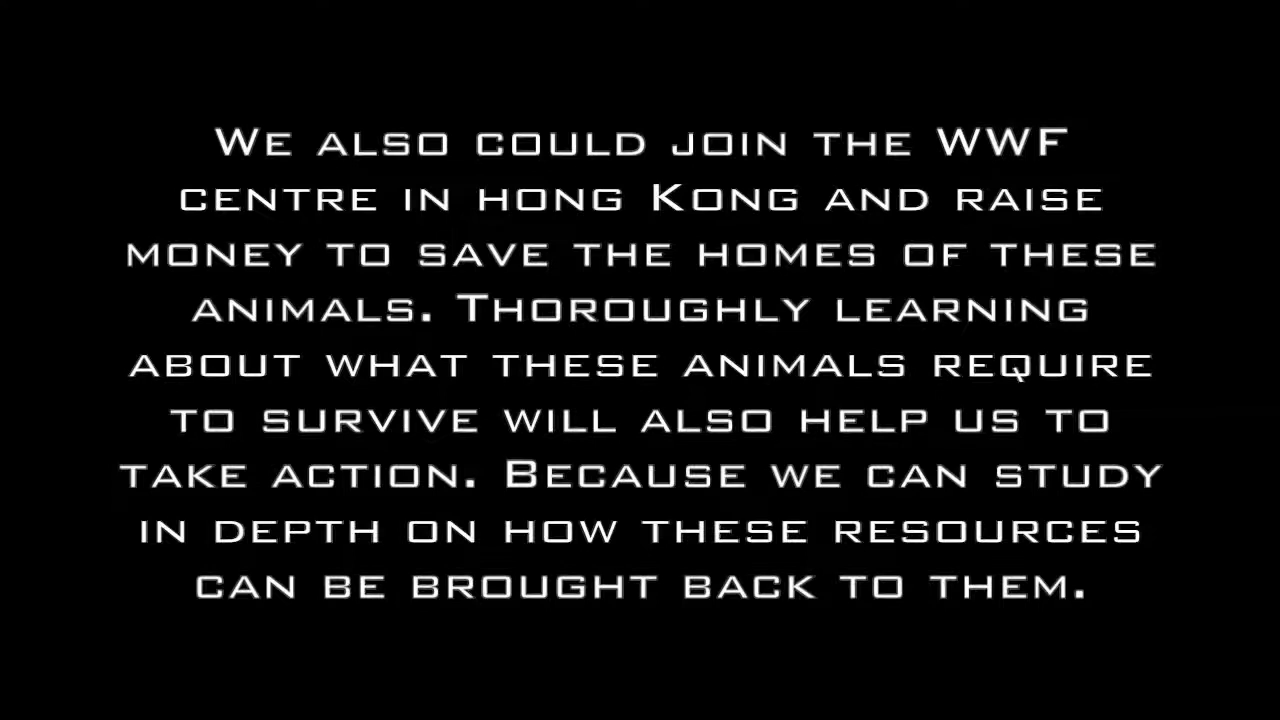 We also could join the WWF
centre in hong Kong and raise
money to save the homes of these
animals. Thoroughly learning
about what these animals require
to survive will also help us to
take action. Because we can study
in depth on how these resources
can be brought back to them.